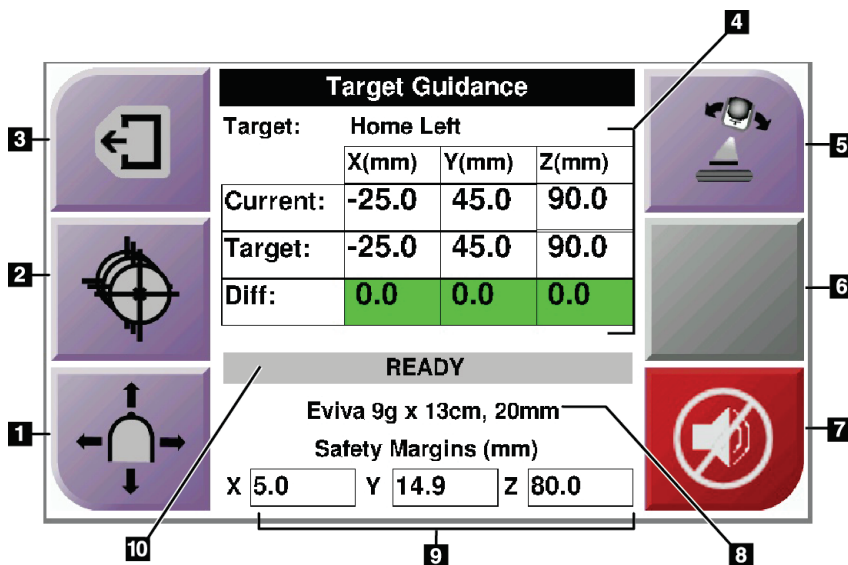 4
Target Guidance
3
Target: Home Left
5
X(mm) Y(mm) Z(mm)
Current: -25.0 45.0 90.0
Target: -25.0 45.0 90.0
2
Diff: 0.0 0.0 0.0
6
READY
Eviva 9g x 13cm, 20mm
1
7
Safety Margins (mm)
X 5.0 Y 14.9 Z 80.0
10
9
8